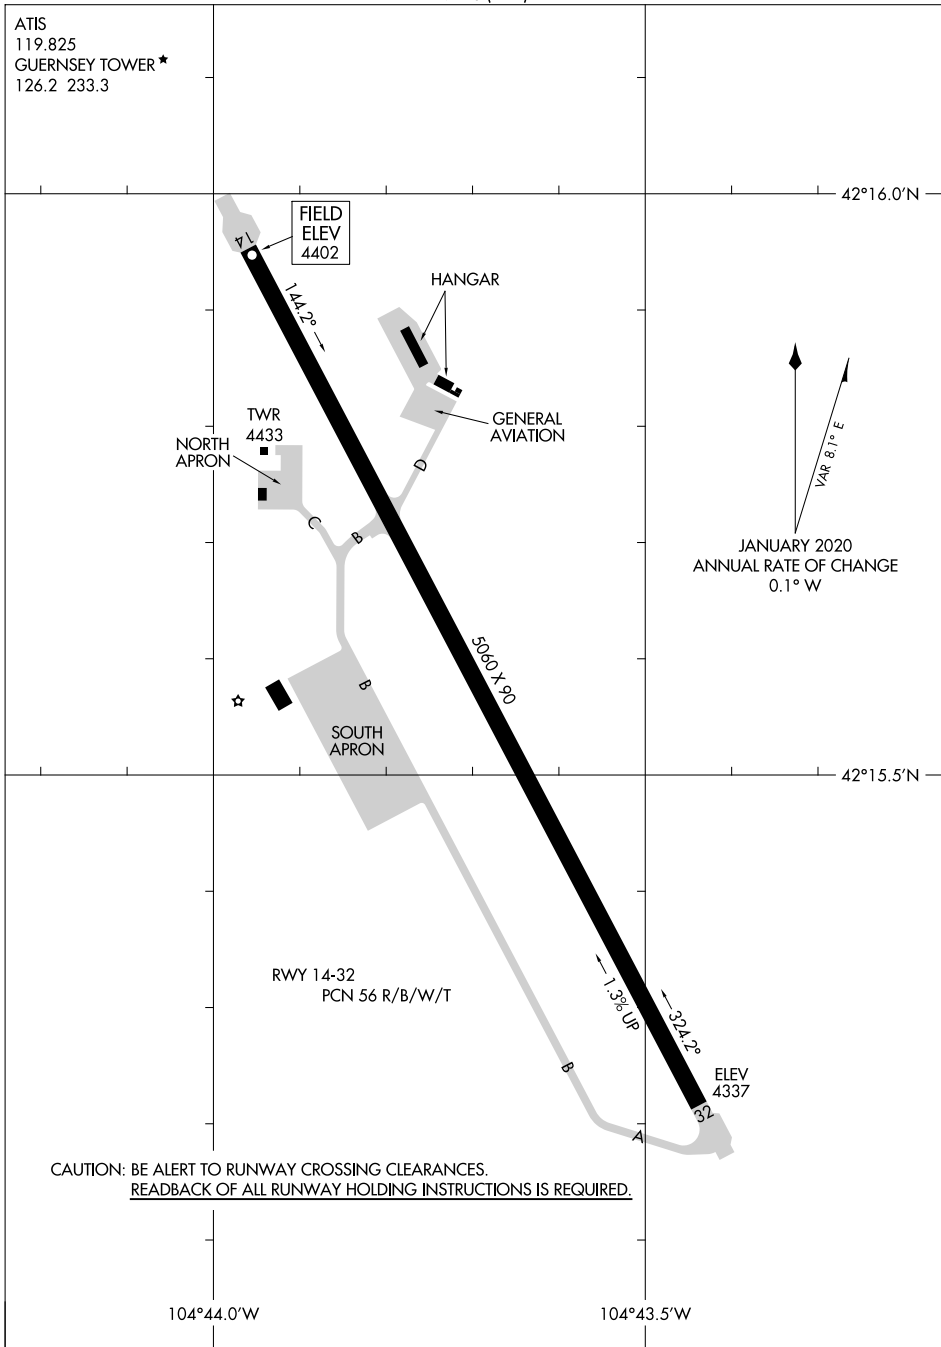 ATIS
119.825
GUERNSEY TOWER
126.2 233.3
42°16.0'N
14
FIELD
ELEV
4402
144.2°
HANGAR
TWR
4433
NORTH
APRON
GENERAL
AVIATION
D
C
B
VAR 8.1° E
JANUARY 2020
ANNUAL RATE OF CHANGE
0.1° W
5060 X 90
B
SOUTH
APRON
42°15.5'N
RWY 14-32
PCN 56 R/B/W/T
1.3% UP
324.2°
B
ELEV
4337
32
A
CAUTION: BE ALERT TO RUNWAY CROSSING CLEARANCES.
READBACK OF ALL RUNWAY HOLDING INSTRUCTIONS IS REQUIRED.
104°44.0'W
104°43.5'W